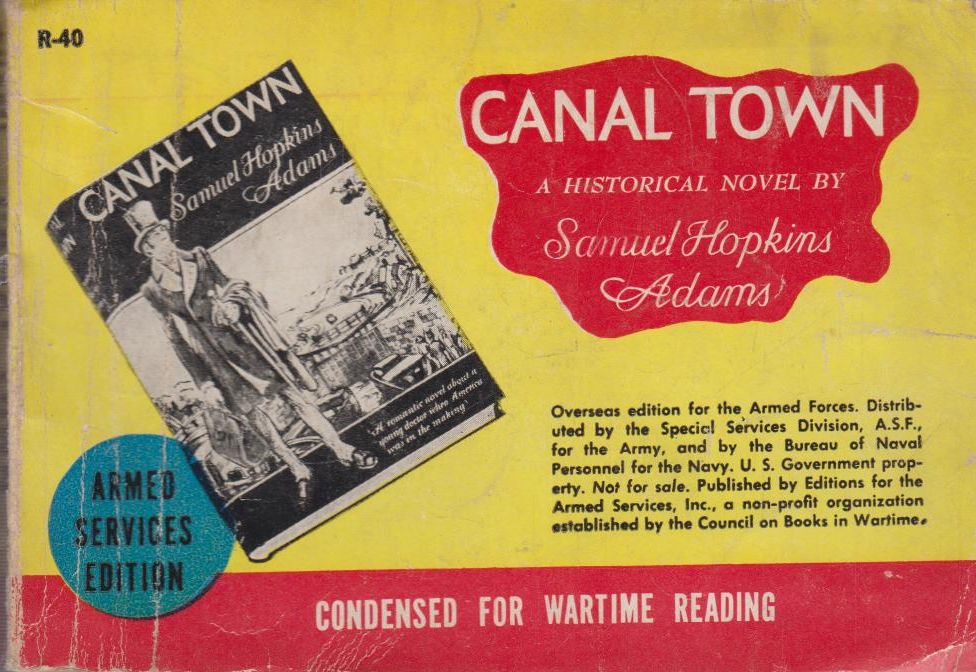 R-40
CANAL TOWN
Samuel Hopkins
Adams
A romantic novel about a
young doctor when America
was in the making
CANAL TOWN
A HISTORICAL NOVEL BY
Samuel Hopkins
Adams
Overseas edition for the Armed Forces. Distrib-
uted by the Special Services Division, A.S.F.,
for the Army, and by the Bureau of Naval
Personnel for the Navy. U. S. Government prop-
erty. Not for sale. Published by Editions for the
Armed Services, Inc., a non-profit organization
established by the Council on Books in Wartime.
ARMED
SERVICES
EDITION
CONDENSED FOR WARTIME READING